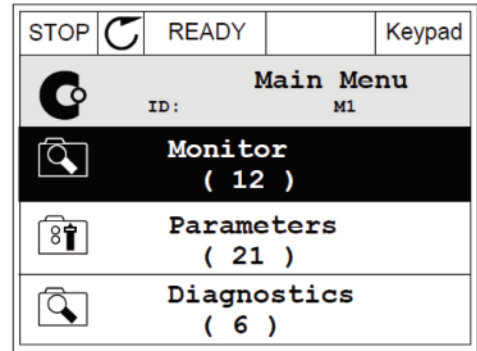 STOP READY Keypad
Main Menu
ID: M1
Monitor
( 12 )
Parameters
( 21 )
Diagnostics
( 6 )